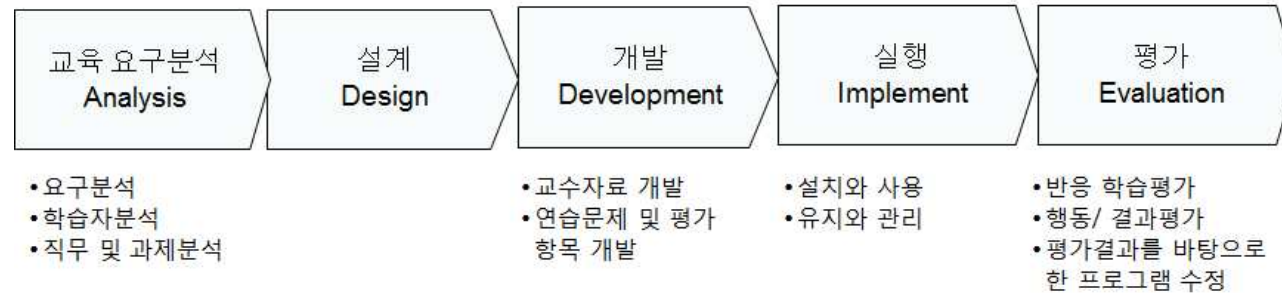 교육 요구분석
Analysis
설계
Design
개발
Development
실행
Implement
평가
Evaluation
•요구분석
•학습자분석
•직무 및 과제분석
•교수자료 개발
•연습문제 및 평가
항목 개발
•설치와 사용
•유지와 관리
•반응 학습평가
•행동/ 결과평가
•평가결과를 바탕으로
한 프로그램 수정